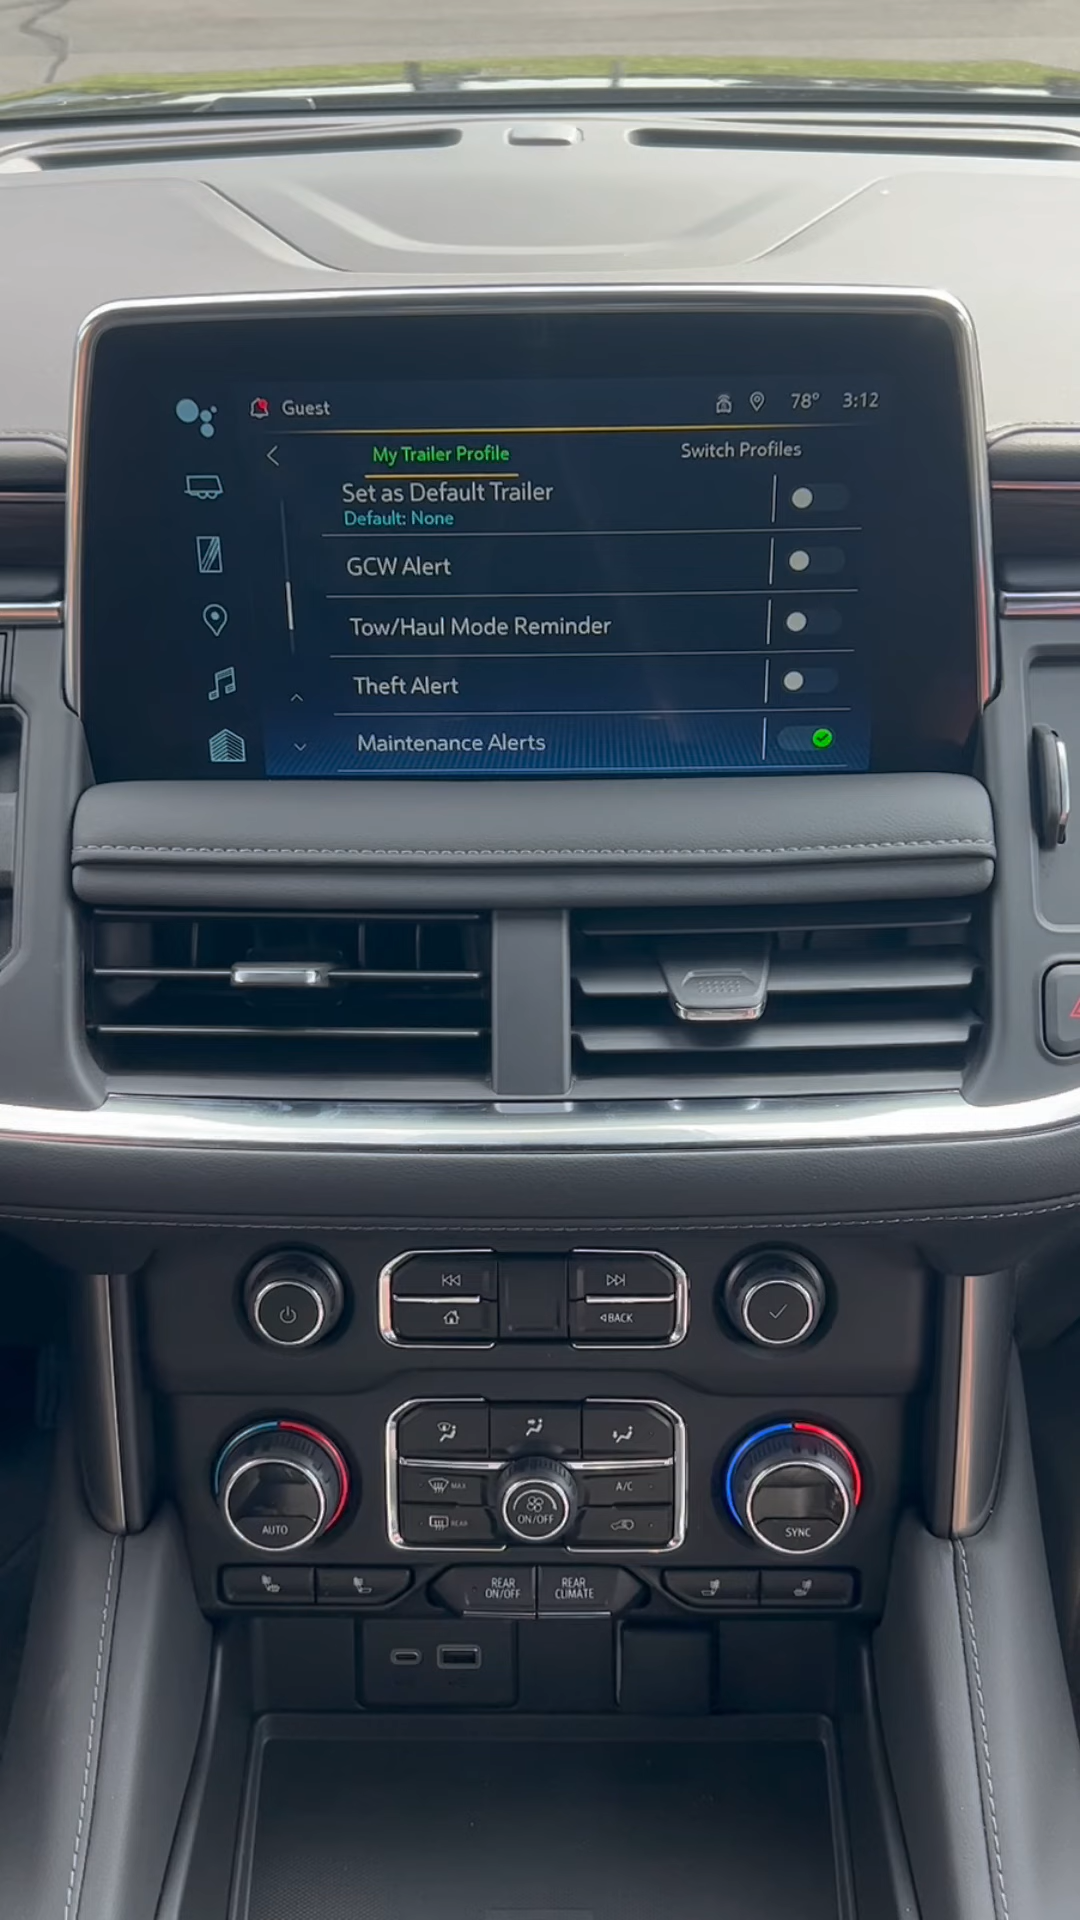 Guest 78° 3:12
My Trailer Profile Switch Profiles
Set as Default Trailer
Default: None
GCW Alert
Tow/Haul Mode Reminder
Theft Alert
Maintenance Alerts
BACK
MAX A/C
REAR
ON/OFF
AUTO SYNC
REAR ON/OFF
REAR CLIMATE